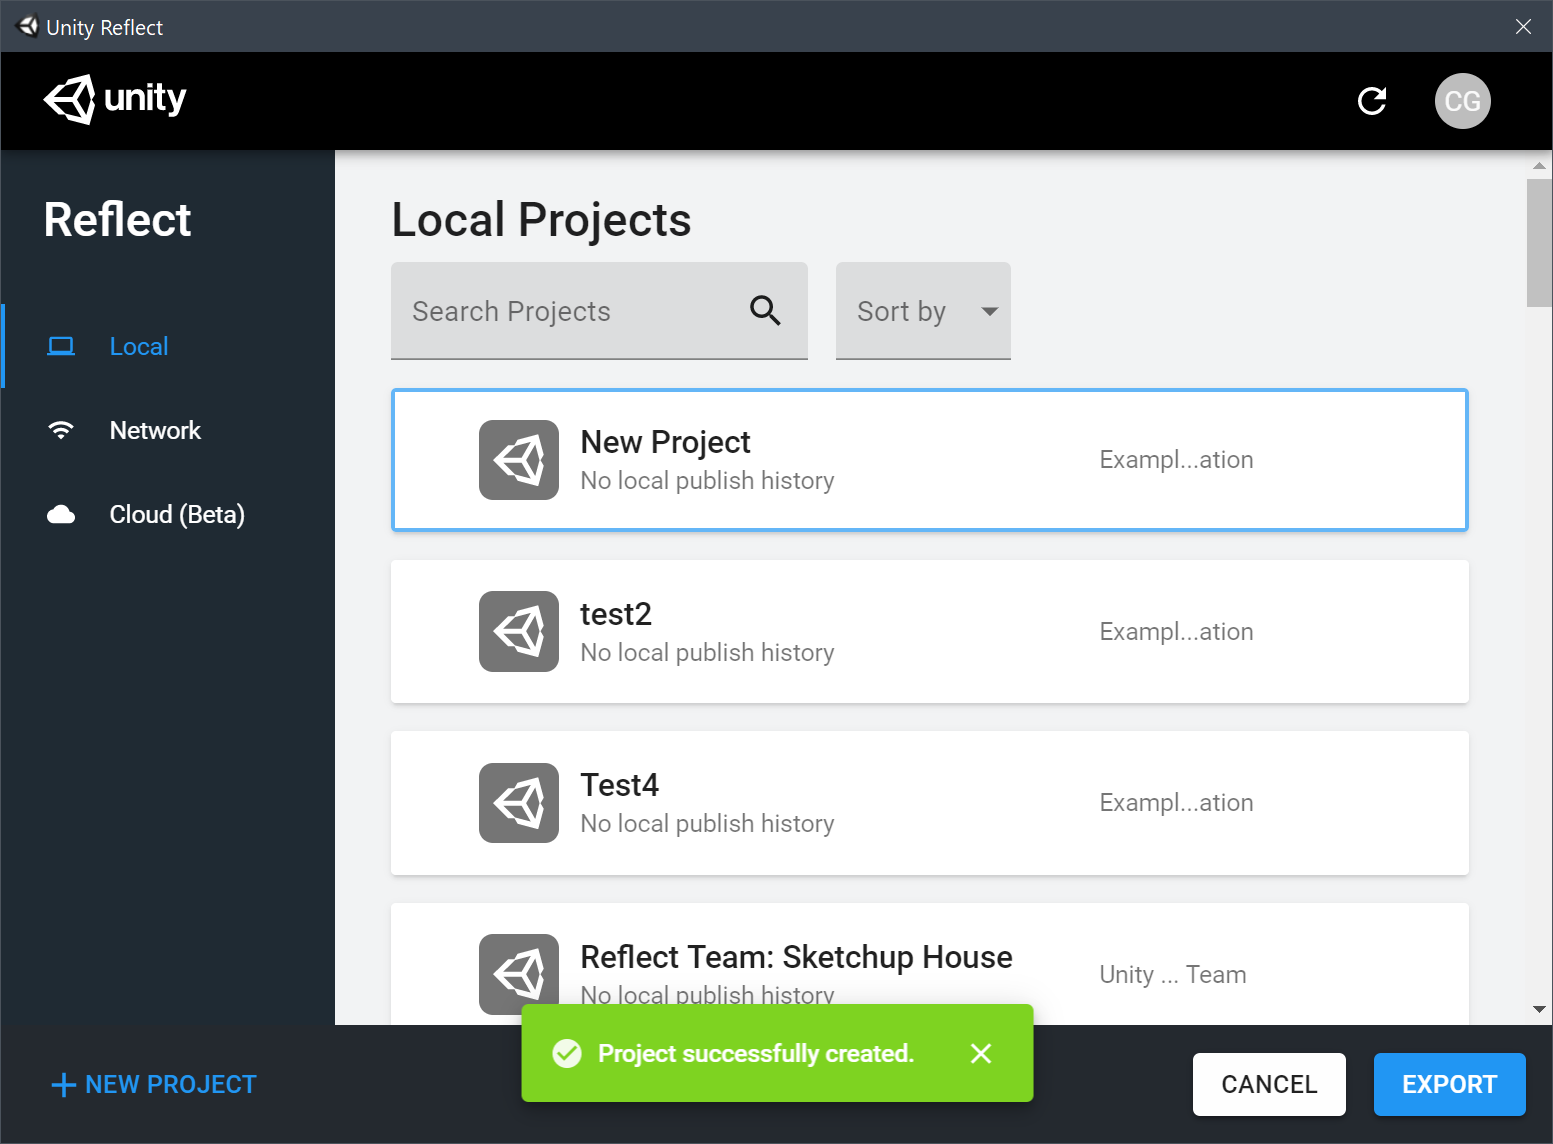 Unity Reflect
unity
CG
Reflect
Local
Network
Cloud (Beta)
Local Projects
Search Projects
Sort by
New Project
No local publish history
Exampl...ation
test2
No local publish history
Exampl...ation
Test4
No local publish history
Exampl...ation
Reflect Team: Sketchup House
No local publish history
Unity ... Team
Project successfully created.
NEW PROJECT
CANCEL
EXPORT